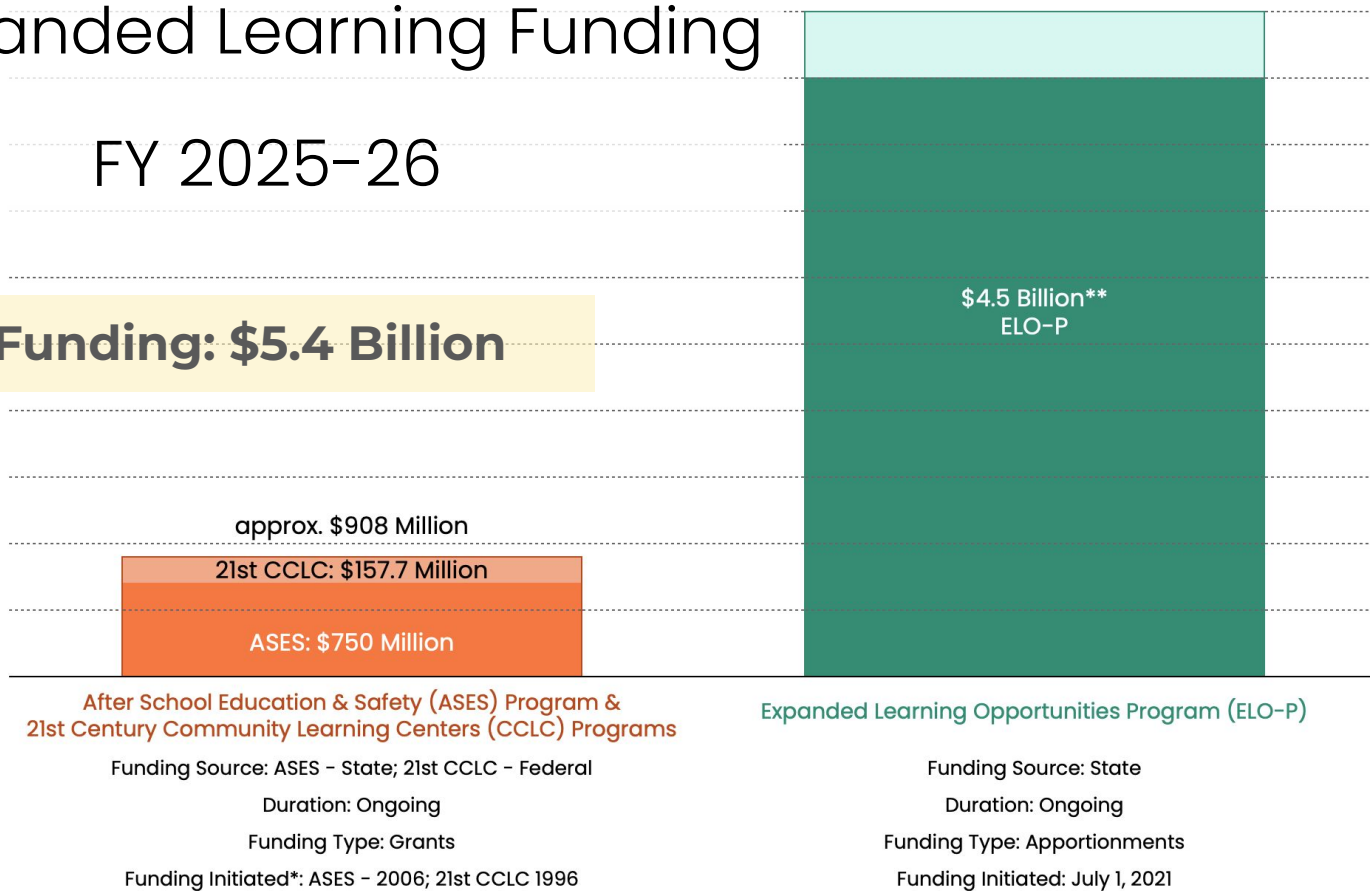 anded Learning Funding
FY 2025-26
Funding: $5.4 Billion
$4.5 Billion**
ELO-P
approx. $908 Million
21st CCLC: $157.7 Million
ASES: $750 Million
After School Education & Safety (ASES) Program &
21st Century Community Learning Centers (CCLC) Programs
Funding Source: ASES - State; 21st CCLC - Federal
Duration: Ongoing
Funding Type: Grants
Funding Initiated*: ASES - 2006; 21st CCLC 1996
Expanded Learning Opportunities Program (ELO-P)
Funding Source: State
Duration: Ongoing
Funding Type: Apportionments
Funding Initiated: July 1, 2021